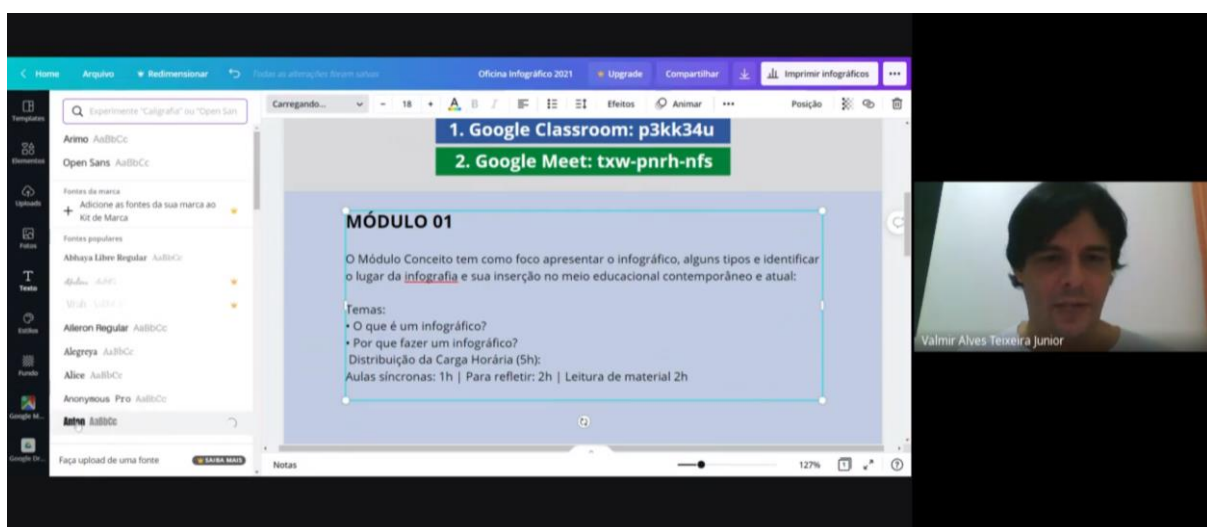 Home Arquivo Redimensionar Todas as alterações foram salvas Oficina Infográfico 2021 Upgrade Compartilhar Imprimir infográficos
Templates
Elementos
Uploads
Fotos
Texto
Estilos
Fundo
Google M...
Google Dr...
Experimente "Caligrafia" ou "Open San
Arimo AaBbCc
Open Sans AaBbCc
Fontes da marca
+ Adicione as fontes da sua marca ao
Kit de Marca
Fontes populares
Abhaya Libre Regular AaBbCc
Aileron Regular AaBbCc
Alegreya AaBbCc
Alice AaBbCc
Anonymous Pro AaBbCc
Anton AaBbCc
Faça upload de uma fonte SAIBA MAIS
Carregando... - 18 + A B I Efeitos Animar ... Posição
1. Google Classroom: p3kk34u
2. Google Meet: txw-pnrh-nfs
MÓDULO 01
O Módulo Conceito tem como foco apresentar o infográfico, alguns tipos e identificar
o lugar da infografia e sua inserção no meio educacional contemporâneo e atual:
Temas:
• O que é um infográfico?
• Por que fazer um infográfico?
Distribuição da Carga Horária (5h):
Aulas síncronas: 1h | Para refletir: 2h | Leitura de material 2h
Notas 127% 1 ?
Valmir Alves Teixeira Junior